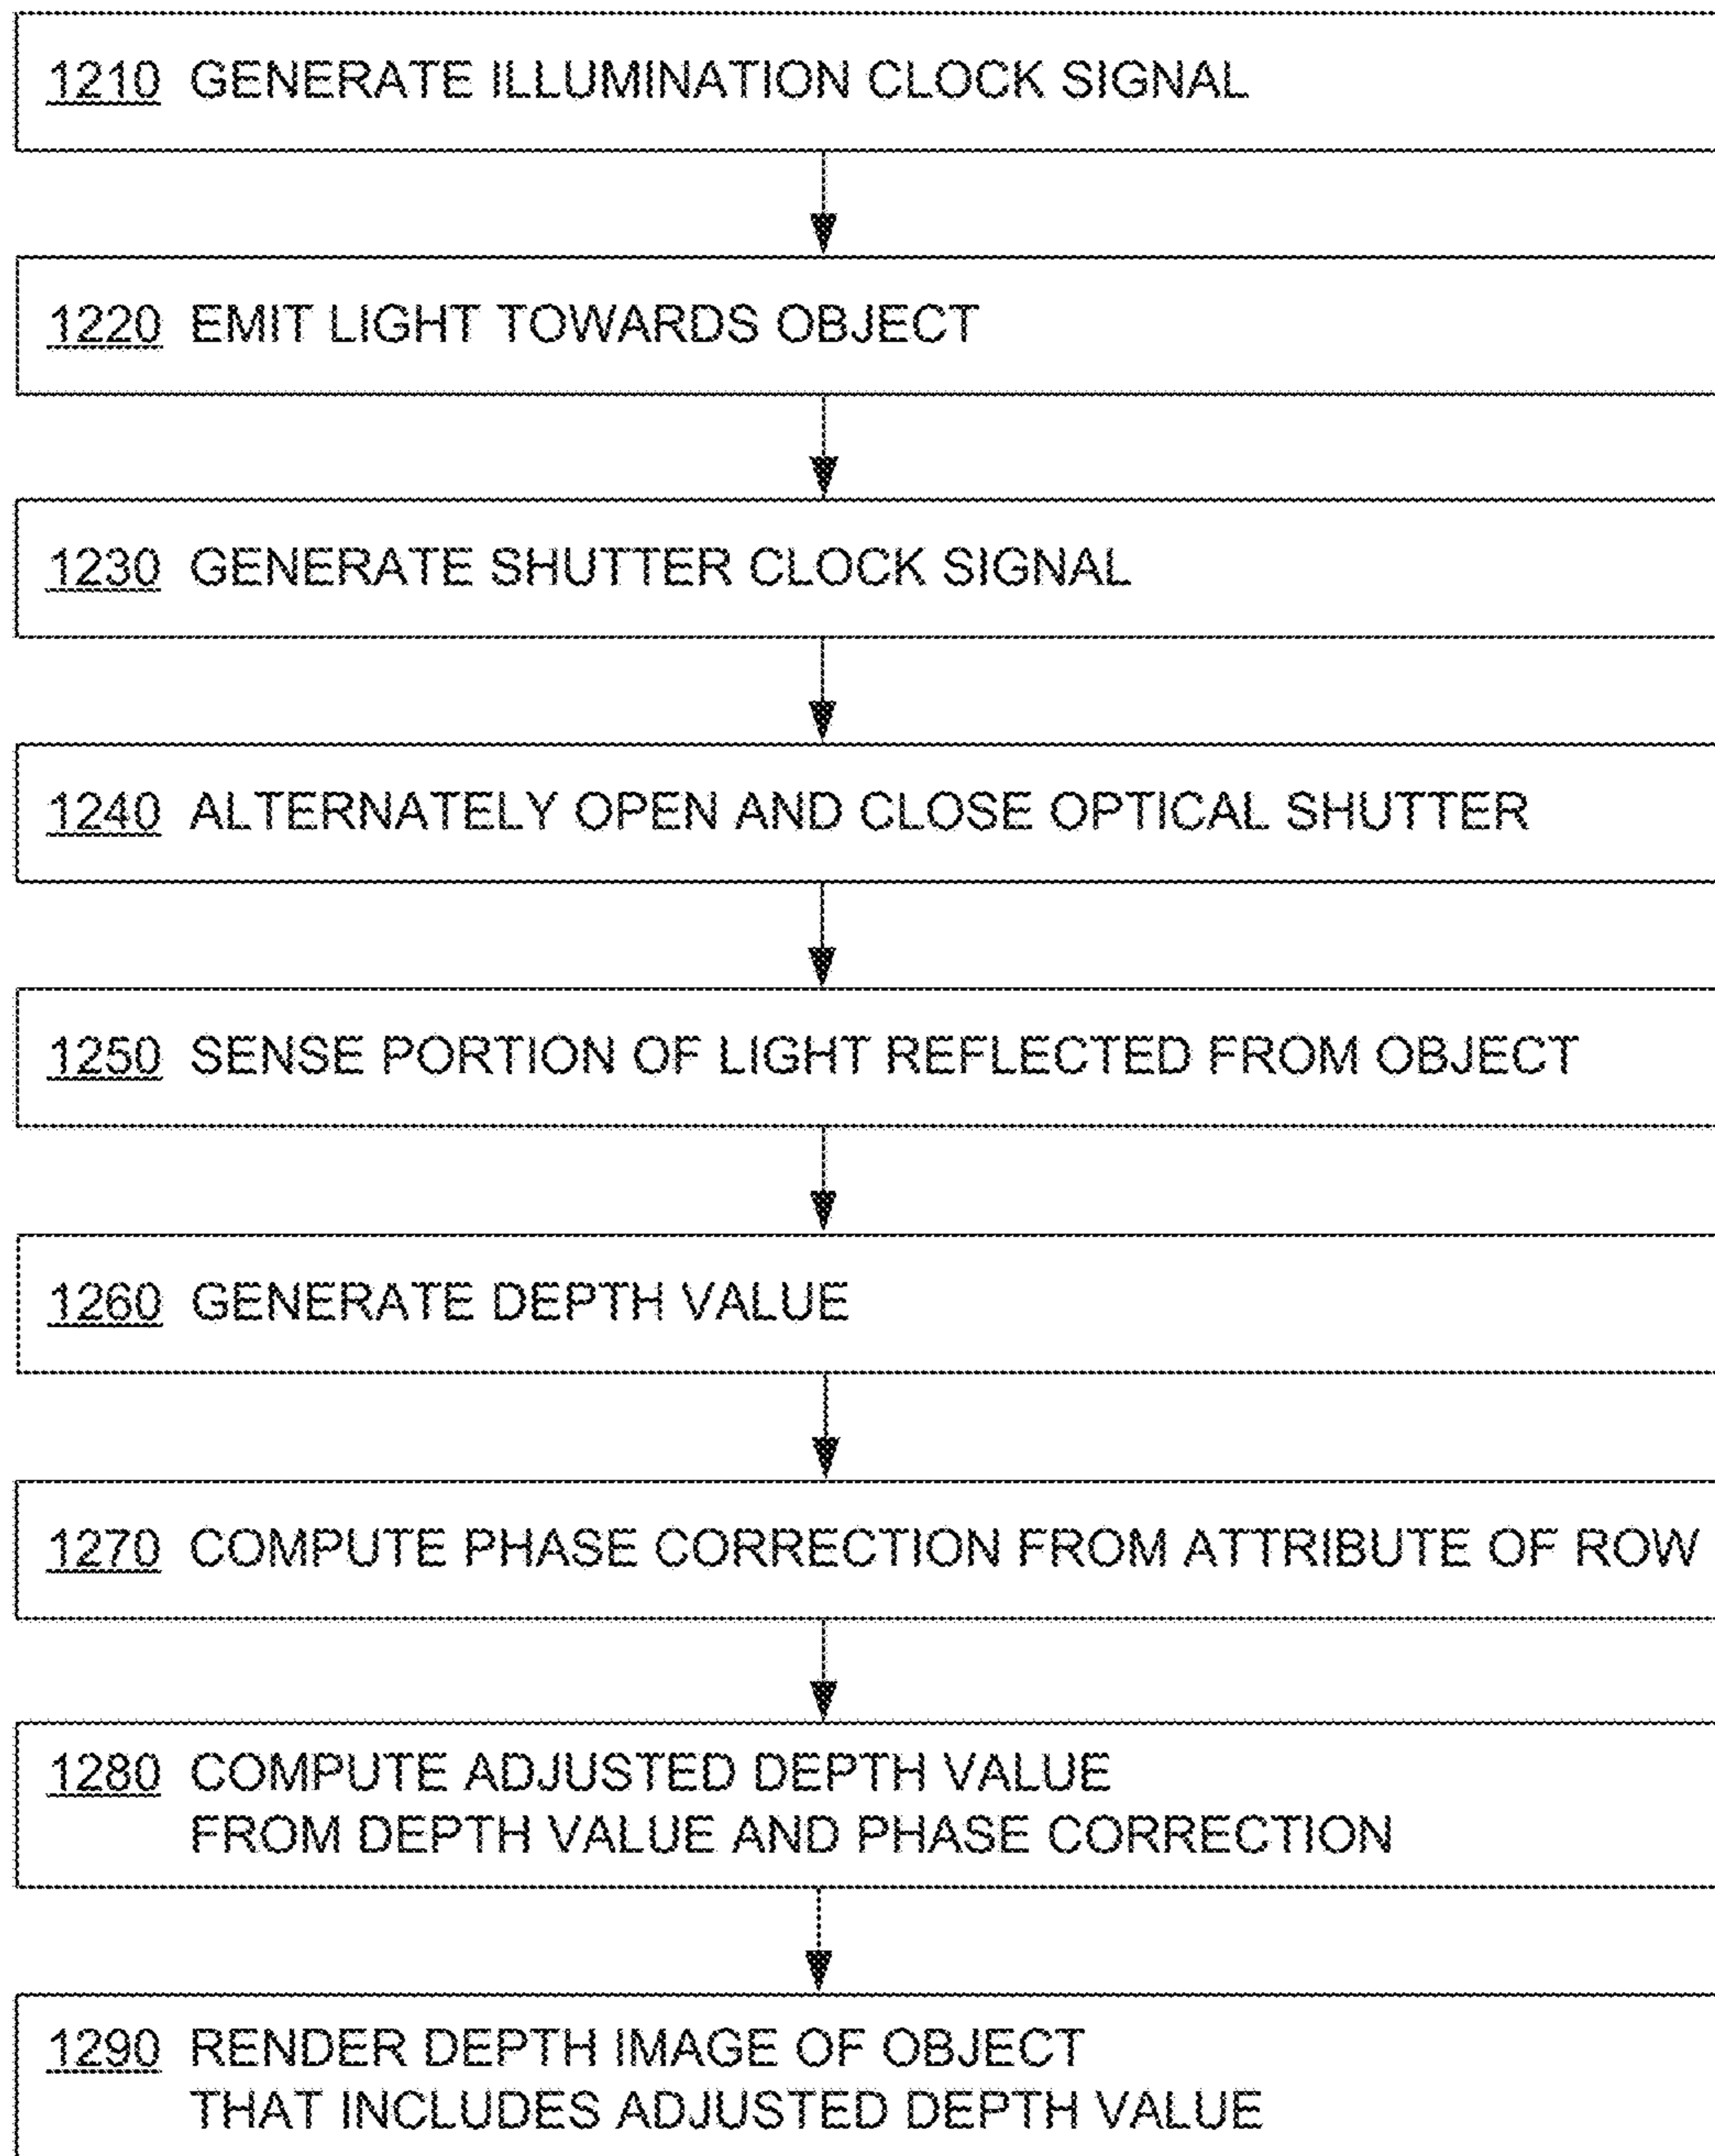 1210 GENERATE ILLUMINATION CLOCK SIGNAL
1220 EMIT LIGHT TOWARDS OBJECT
1230 GENERATE SHUTTER CLOCK SIGNAL
1240 ALTERNATELY OPEN AND CLOSE OPTICAL SHUTTER
1250 SENSE PORTION OF LIGHT REFLECTED FROM OBJECT
1260 GENERATE DEPTH VALUE
1270 COMPUTE PHASE CORRECTION FROM ATTRIBUTE OF ROW
1280 COMPUTE ADJUSTED DEPTH VALUE
FROM DEPTH VALUE AND PHASE CORRECTION
1290 RENDER DEPTH IMAGE OF OBJECT
THAT INCLUDES ADJUSTED DEPTH VALUE